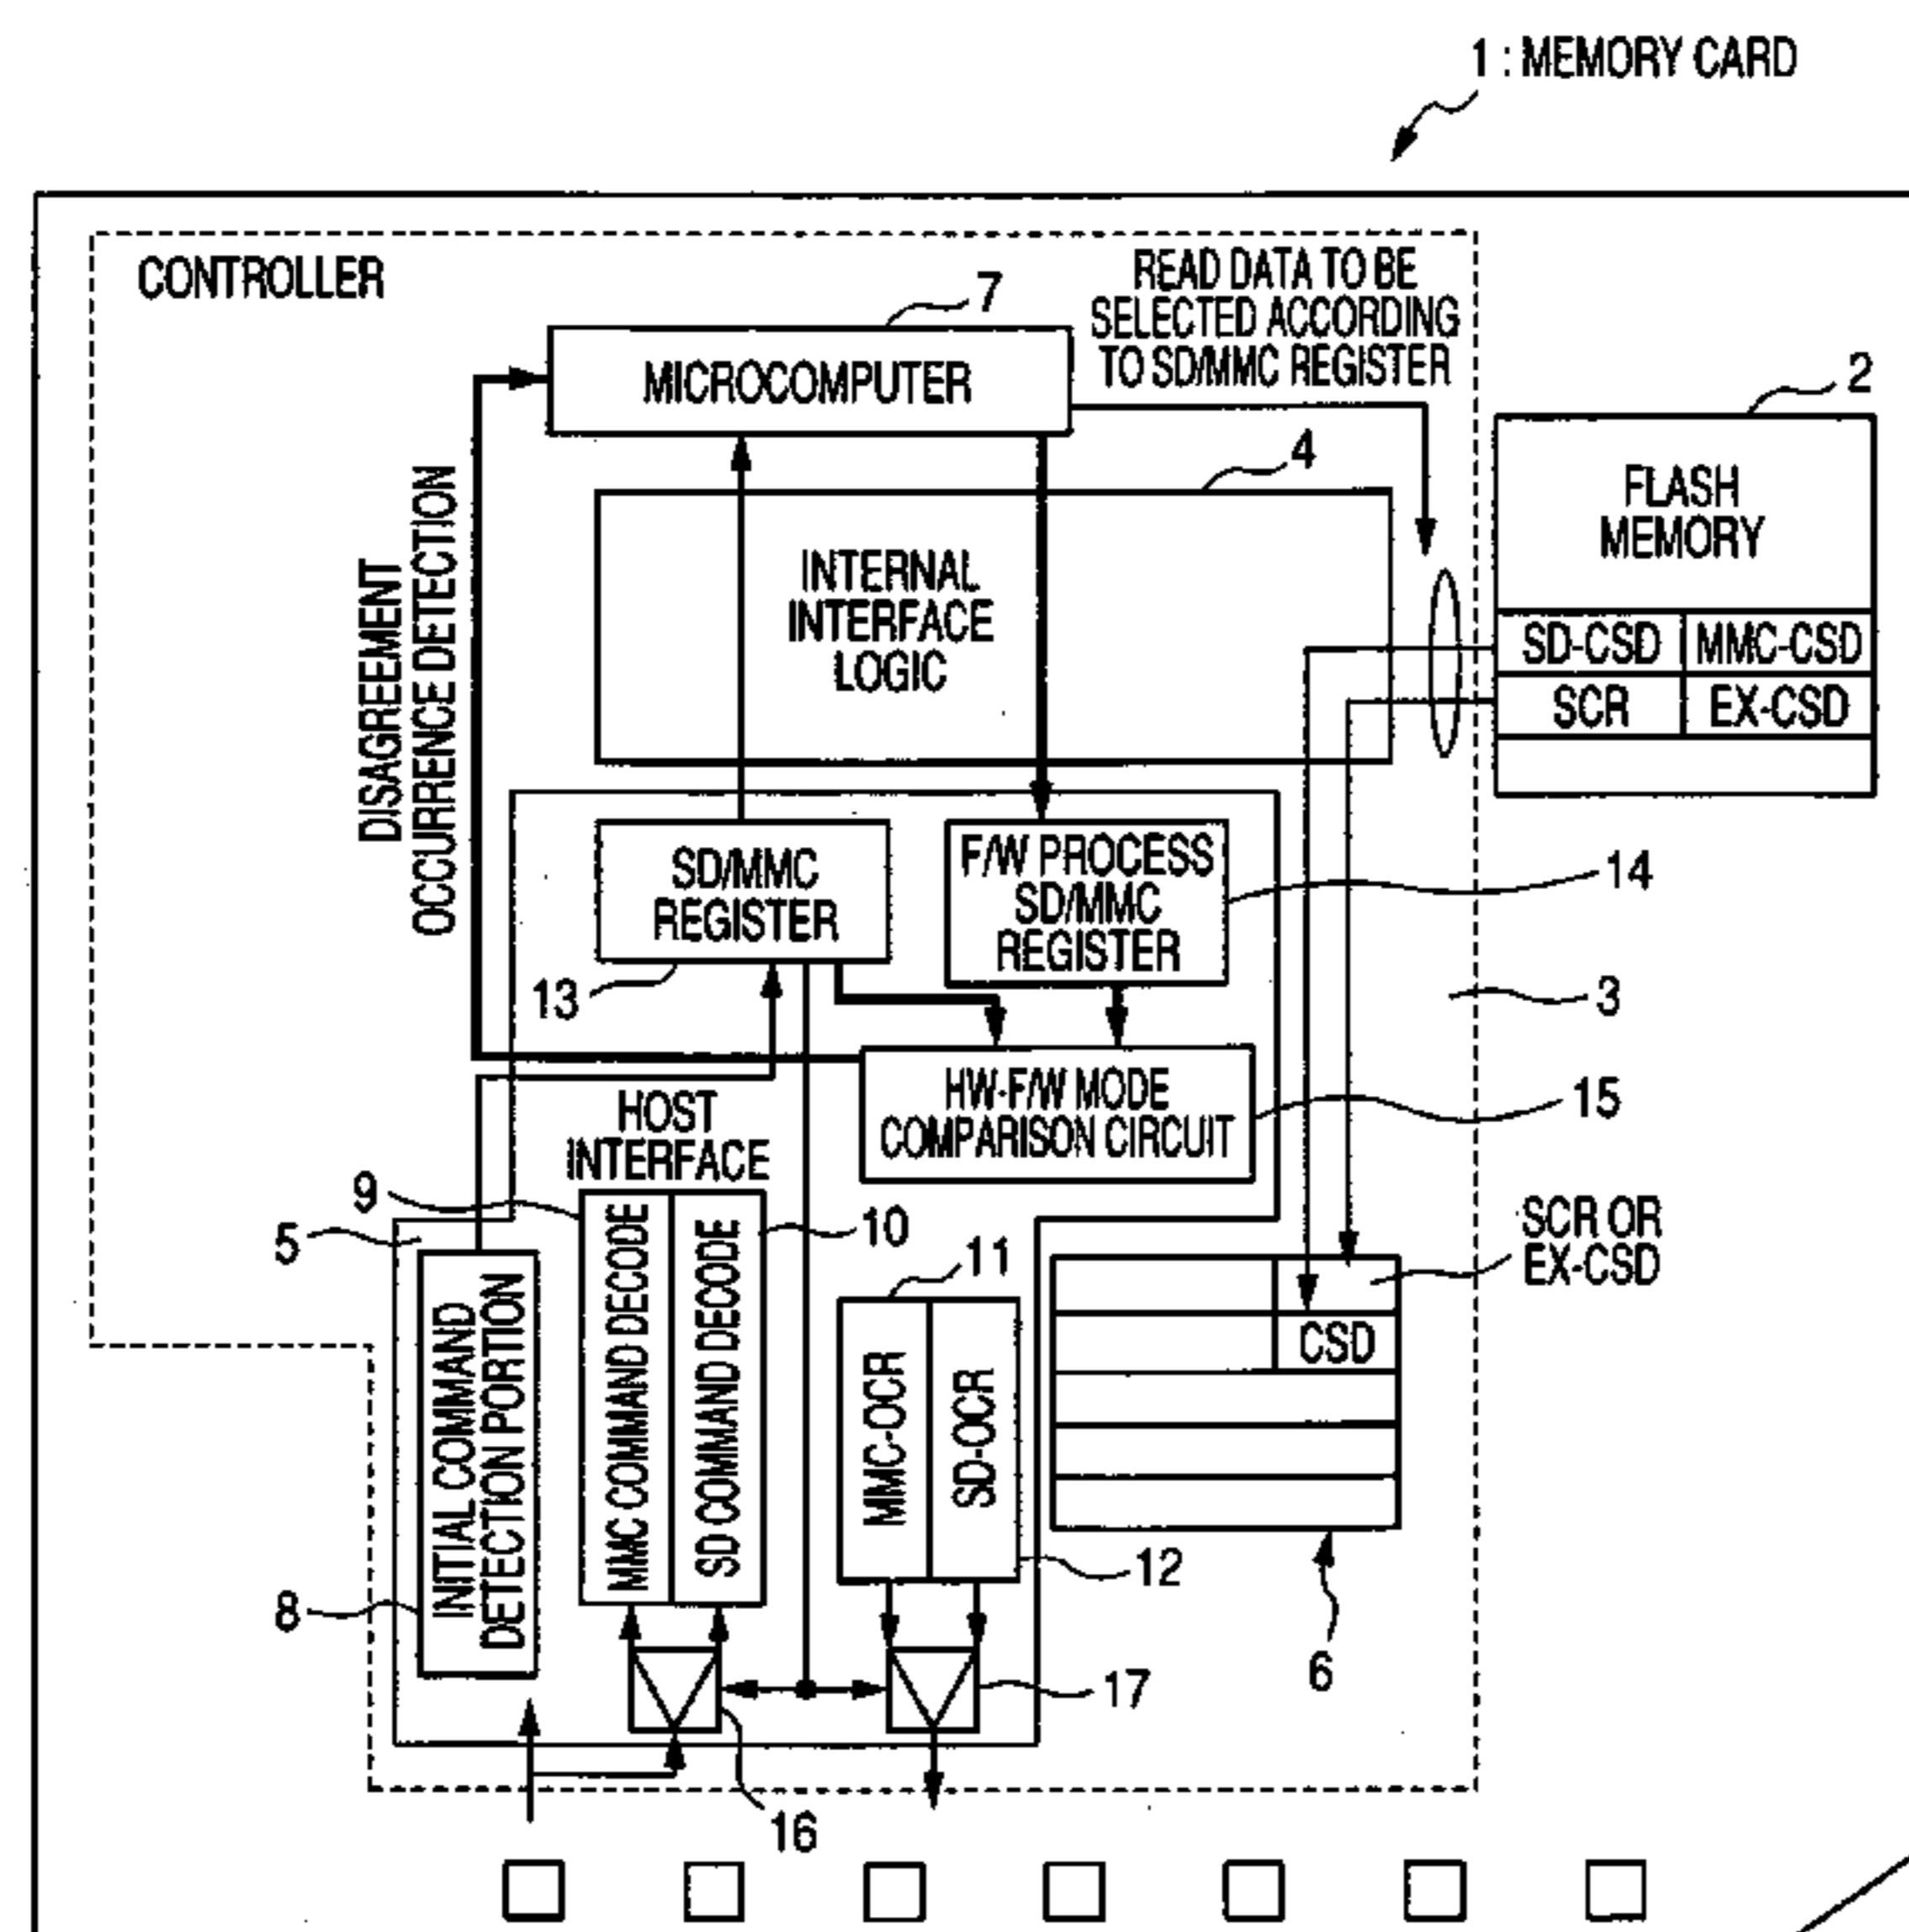 1 : MEMORY CARD
CONTROLLER
7
READ DATA TO BE
SELECTED ACCORDING
TO SD/MMC REGISTER
MICROCOMPUTER
2
4
FLASH
MEMORY
INTERNAL
INTERFACE
LOGIC
DISAGREEMENT
OCCURRENCE DETECTION
SD-CSD
MMC-CSD
SCR
EX-CSD
SD/MMC
REGISTER
F/W PROCESS
SD/MMC
REGISTER
14
13
3
HW-F/W MODE
COMPARISON CIRCUIT
15
HOST
INTERFACE
9
5
10
11
SCR OR
EX-CSD
INITIAL COMMAND
DETECTION PORTION
MMC COMMAND DECODE
SD COMMAND DECODE
MMC-OCR
SD-OCR
CSD
12
8
6
17
16